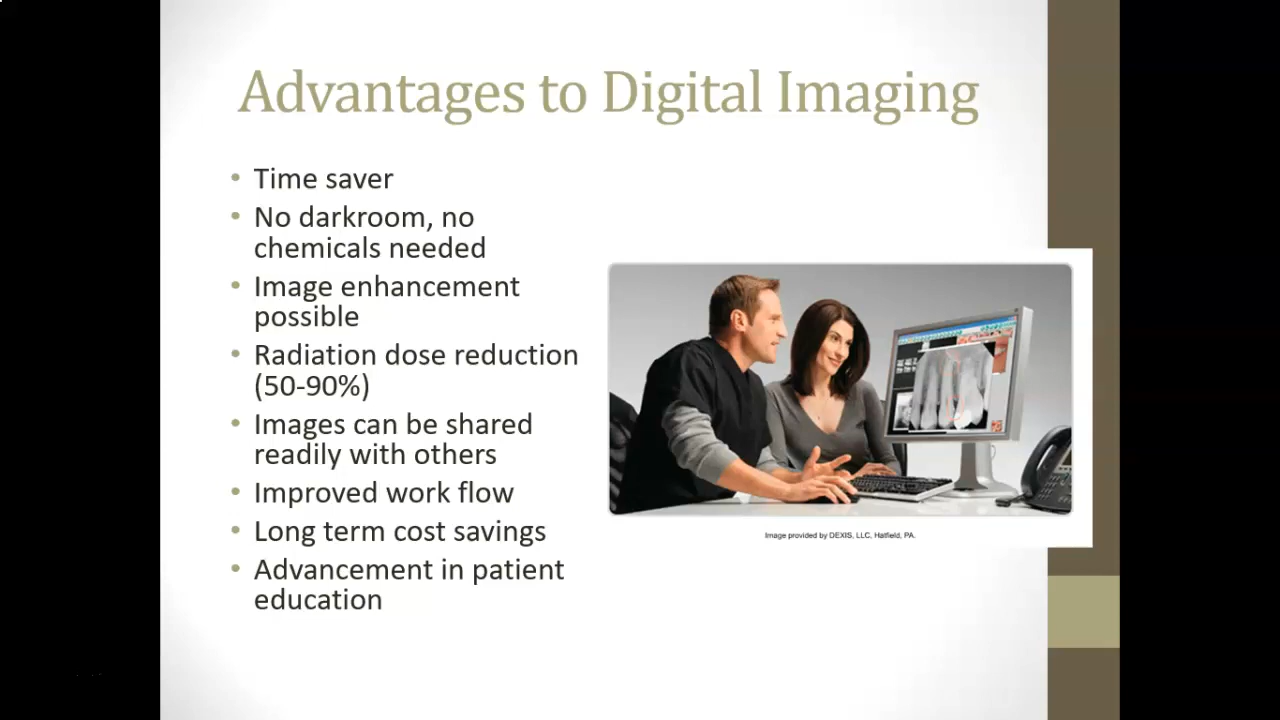 Advantages to Digital Imaging
• Time saver
• No darkroom, no
chemicals needed
• Image enhancement
possible
• Radiation dose reduction
(50-90%)
• Images can be shared
readily with others
• Improved work flow
• Long term cost savings
• Advancement in patient
education
Image provided by DEXIS, LLC, Hatfield, PA.